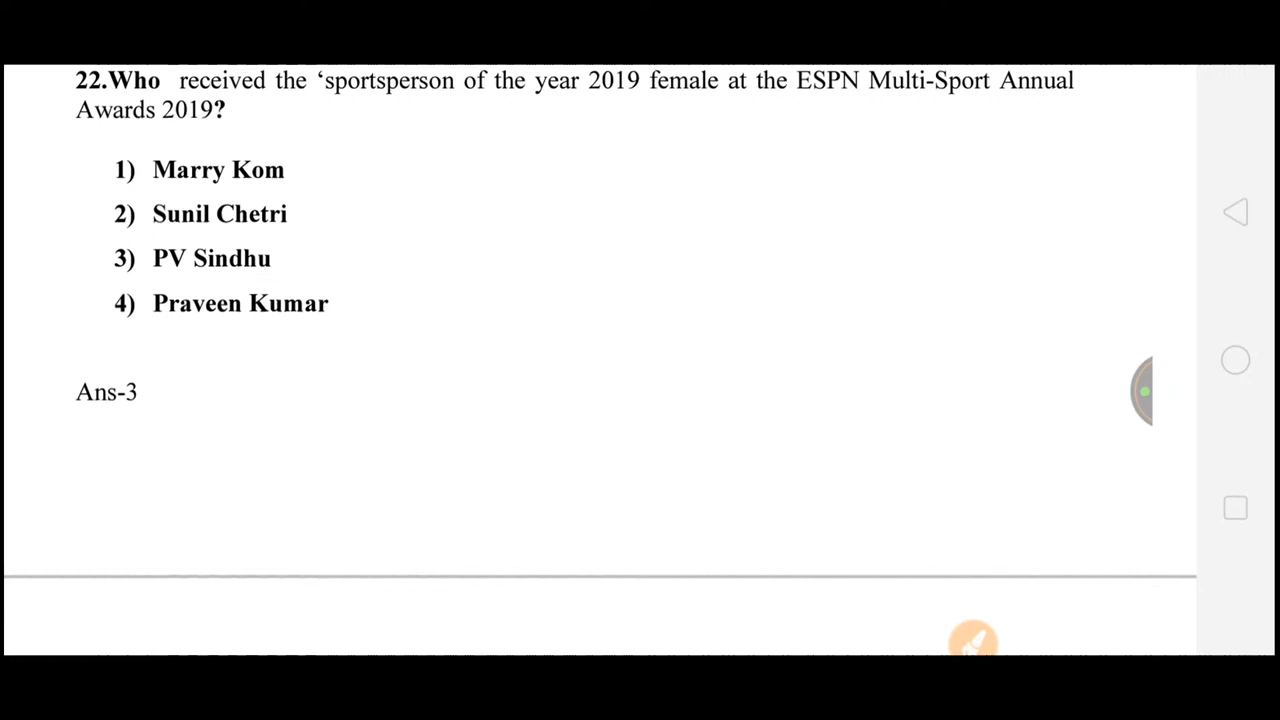 22.Who received the ‘sportsperson of the year 2019 female at the ESPN Multi-Sport Annual
Awards 2019?
1) Marry Kom
2) Sunil Chetri
3) PV Sindhu
4) Praveen Kumar
Ans-3